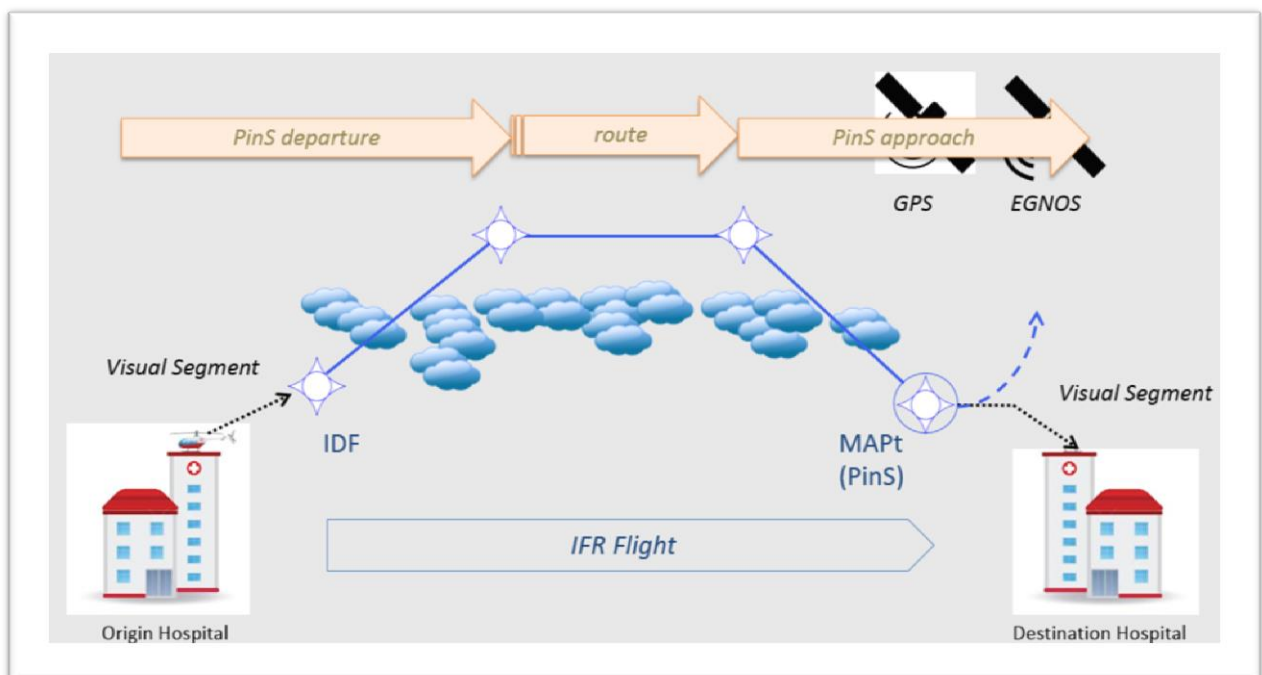 PinS departure
route
PinS approach
GPS
EGNOS
Visual Segment
Visual Segment
IDF
MAPt
(PinS)
IFR Flight
Origin Hospital
Destination Hospital